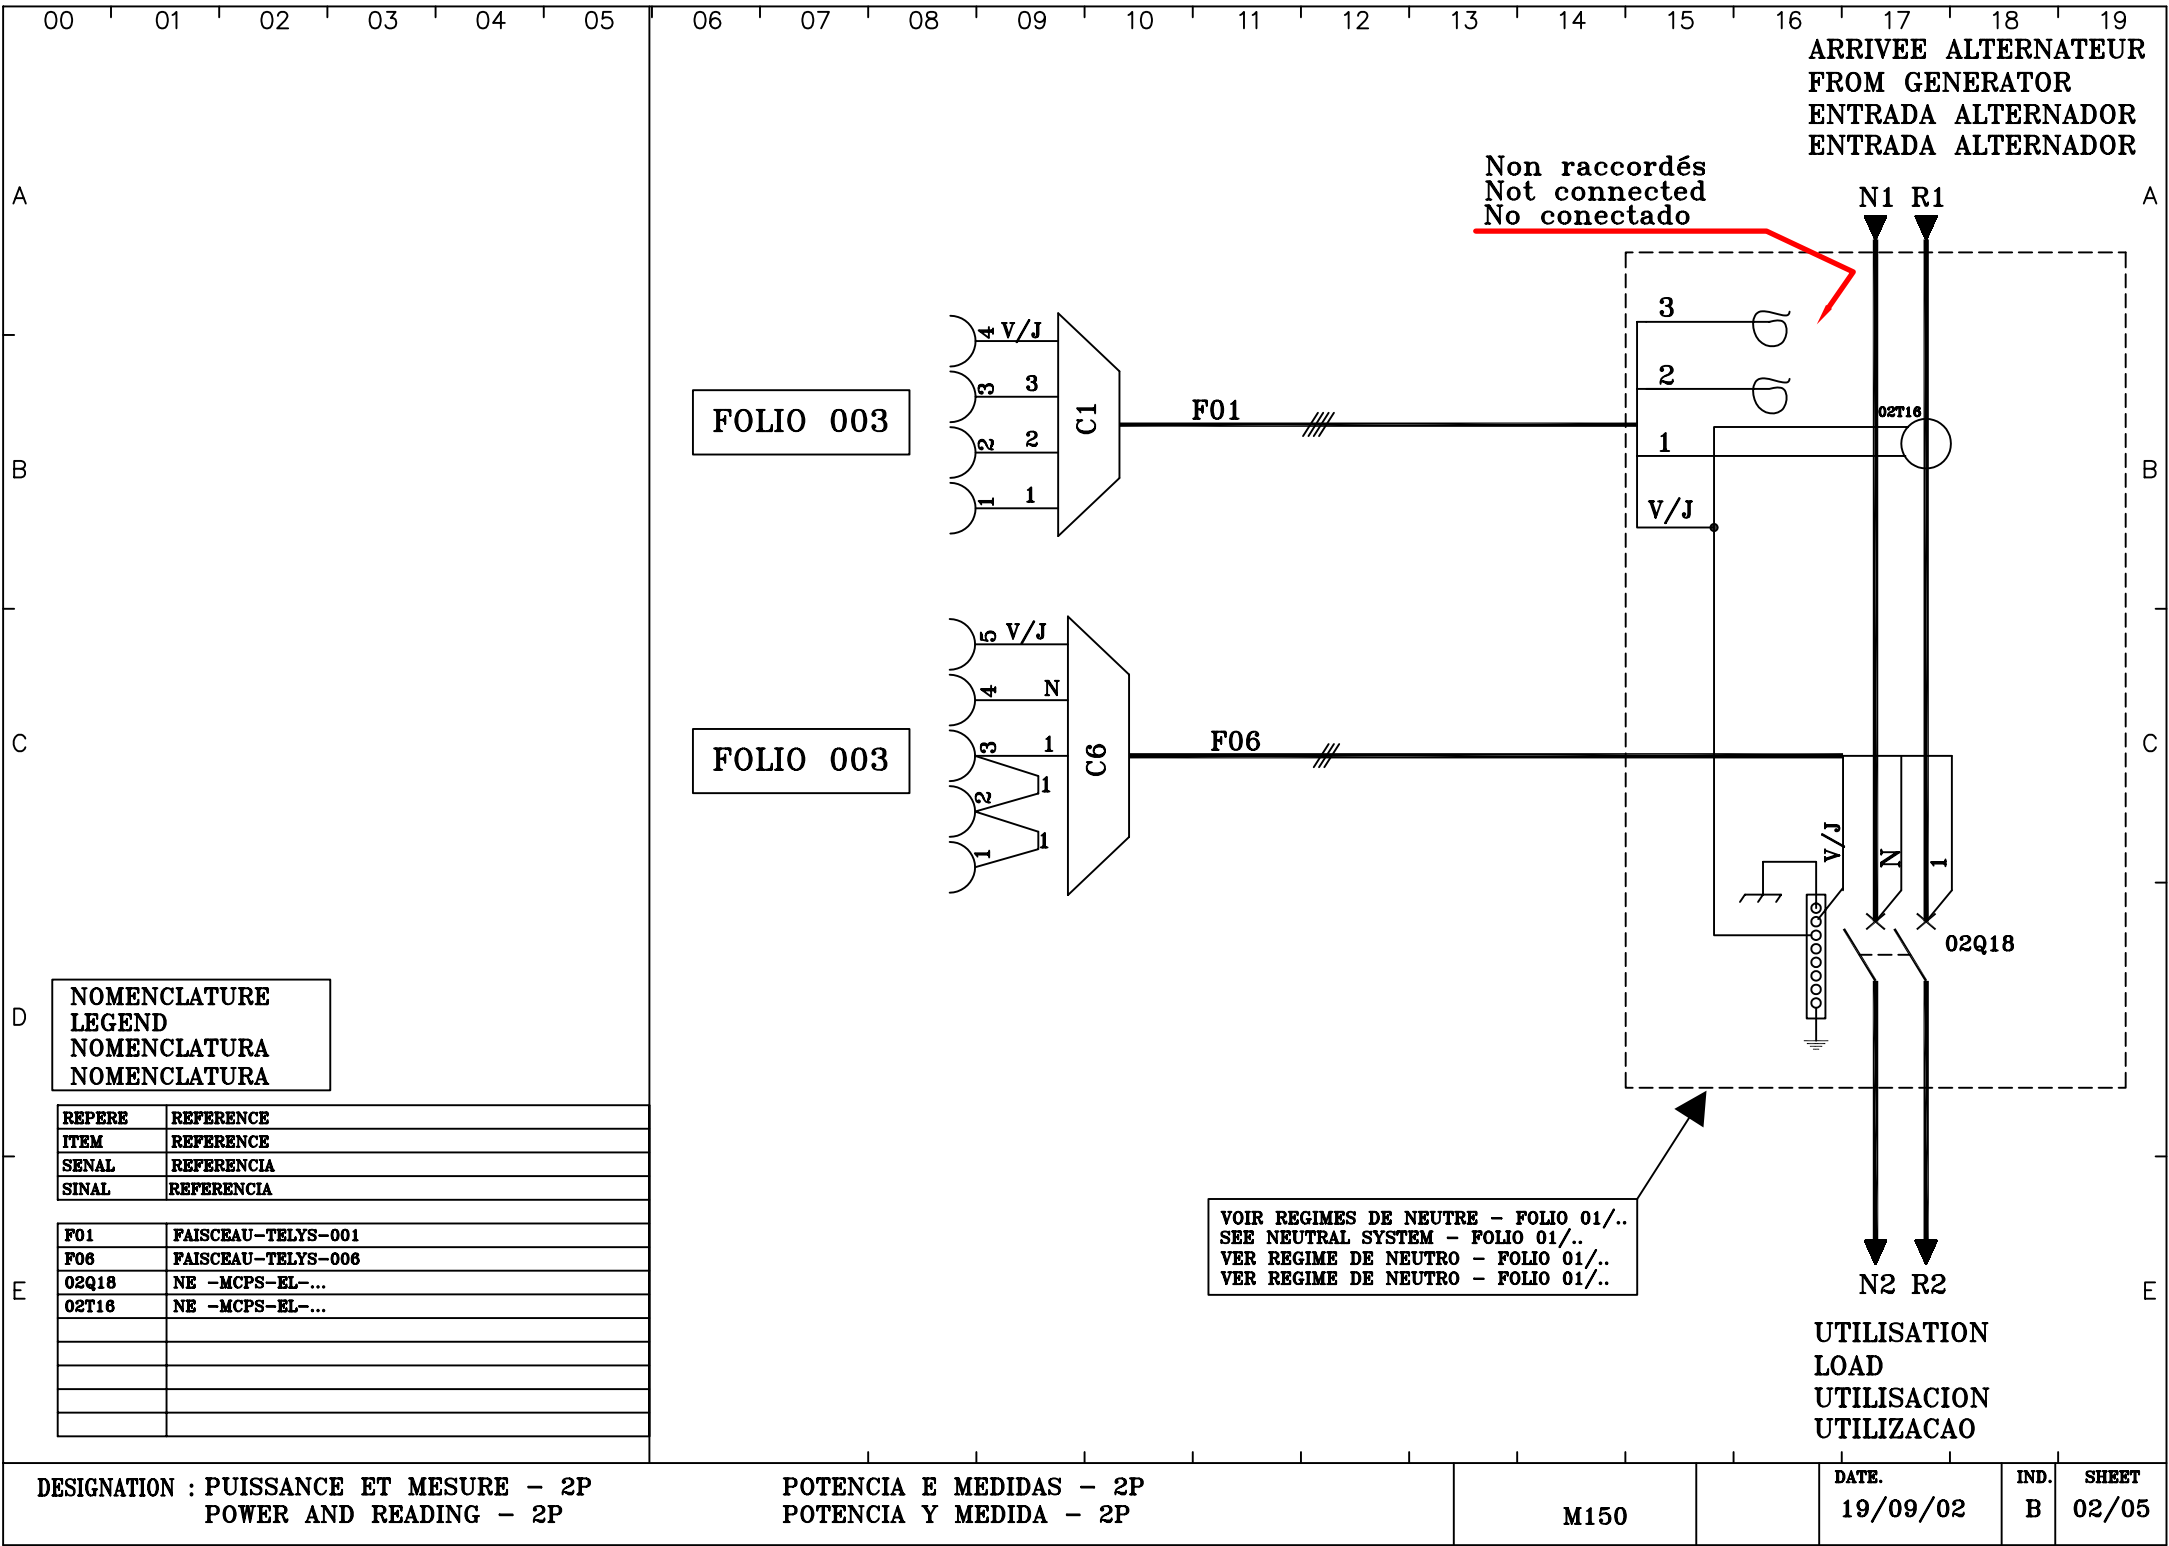 00 01 02 03 04 05 06 07 08 09 10 11 12 13 14 15 16 17 18 19
ARRIVEE ALTERNATEUR
FROM GENERATOR
ENTRADA ALTERNADOR
ENTRADA ALTERNADOR
Non raccordés
Not connected
No conectado
A
N1 R1
A
3
4 V/J
3 3
2
FOLIO 003
C1
F01
02T16
2 2
1
B
B
1 1
V/J
5 V/J
4 N
C
FOLIO 003
3 1
C6
F06
C
2 1
1 1
V/J
N
1
02Q18
NOMENCLATURE
LEGEND
NOMENCLATURA
NOMENCLATURA
D
REPERE REFERENCE
ITEM REFERENCE
SENAL REFERENCIA
SINAL REFERENCIA
F01 FAISCEAU-TELYS-001
F06 FAISCEAU-TELYS-006
02Q18 NE -MCPS-EL-...
02T16 NE -MCPS-EL-...
E
VOIR REGIMES DE NEUTRE - FOLIO 01/..
SEE NEUTRAL SYSTEM - FOLIO 01/..
VER REGIME DE NEUTRO - FOLIO 01/..
VER REGIME DE NEUTRO - FOLIO 01/..
N2 R2
E
UTILISATION
LOAD
UTILISACION
UTILIZACAO
DESIGNATION : PUISSANCE ET MESURE - 2P
POWER AND READING - 2P
POTENCIA E MEDIDAS - 2P
POTENCIA Y MEDIDA - 2P
M150
DATE.
19/09/02
IND.
B
SHEET
02/05